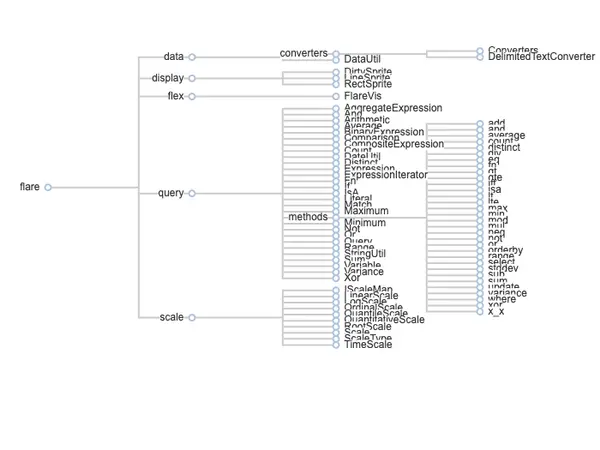 flare
data
converters
Converters
DelimitedTextConverter
DataUtil
display
DirtySprite
LineSprite
RectSprite
flex
FlareVis
query
AggregateExpression
And
Arithmetic
Average
BinaryExpression
Comparison
CompositeExpression
Count
DateUtil
Distinct
Expression
ExpressionIterator
Fn
If
IsA
Literal
Match
Maximum
methods
add
and
average
count
distinct
div
eq
fn
gt
gte
iff
isa
lt
lte
max
min
mod
mul
neq
not
or
orderby
range
select
stddev
sub
sum
update
variance
where
xor
x_x
Minimum
Not
Or
Query
Range
StringUtil
Sum
Variable
Variance
Xor
scale
IScaleMap
LinearScale
LogScale
OrdinalScale
QuantileScale
QuantitativeScale
RootScale
Scale
ScaleType
TimeScale